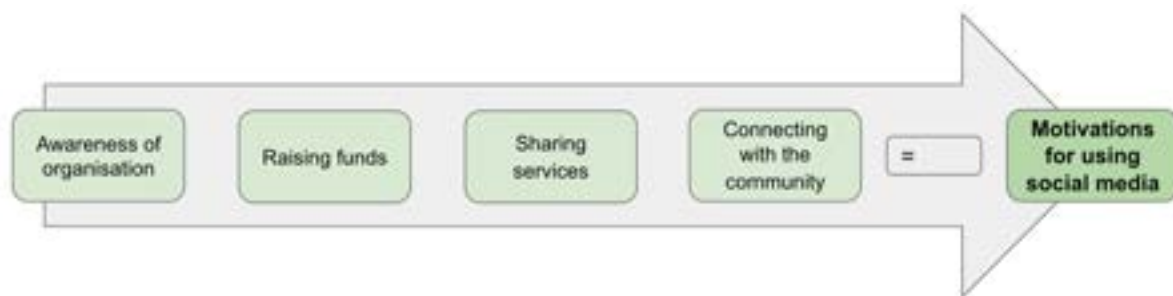 Awareness of
organisation
Raising funds
Sharing
services
Connecting
with the
community
=
Motivations
for using
social media